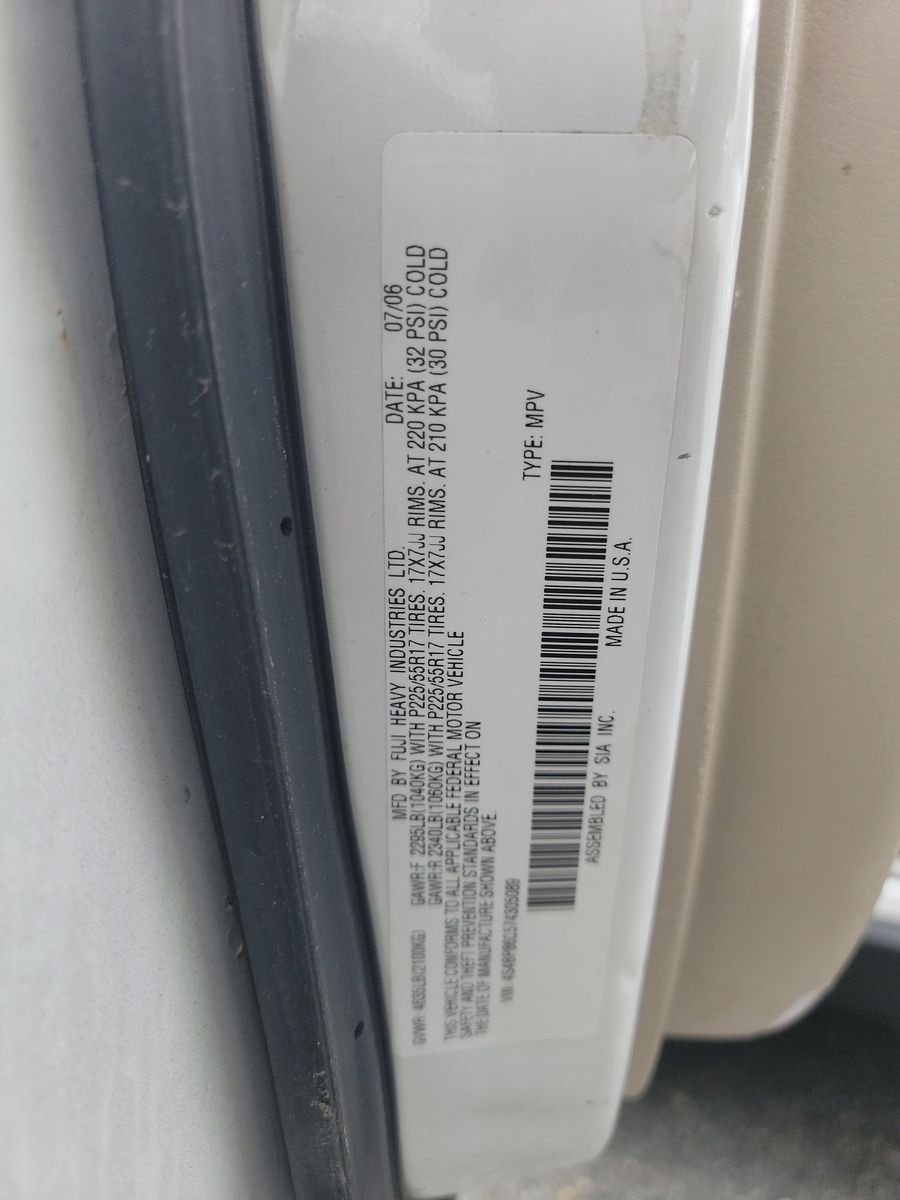 MFD BY FUJI HEAVY INDUSTRIES LTD. DATE: 07/06
GVWR: 4635LB(2100KG) GAWR:F 2295LB(1040KG) WITH P225/55R17 TIRES. 17X7JJ RIMS. AT 220 KPA (32 PSI) COLD
GAWR:R 2340LB(1060KG) WITH P225/55R17 TIRES. 17X7JJ RIMS. AT 210 KPA (30 PSI) COLD
THIS VEHICLE CONFORMS TO ALL APPLICABLE FEDERAL MOTOR VEHICLE
SAFETY AND THEFT PREVENTION STANDARDS IN EFFECT ON
THE DATE OF MANUFACTURE SHOWN ABOVE.
VIN: 4S4BP86C574305089 TYPE: MPV
ASSEMBLED BY SIA INC. MADE IN U.S.A.